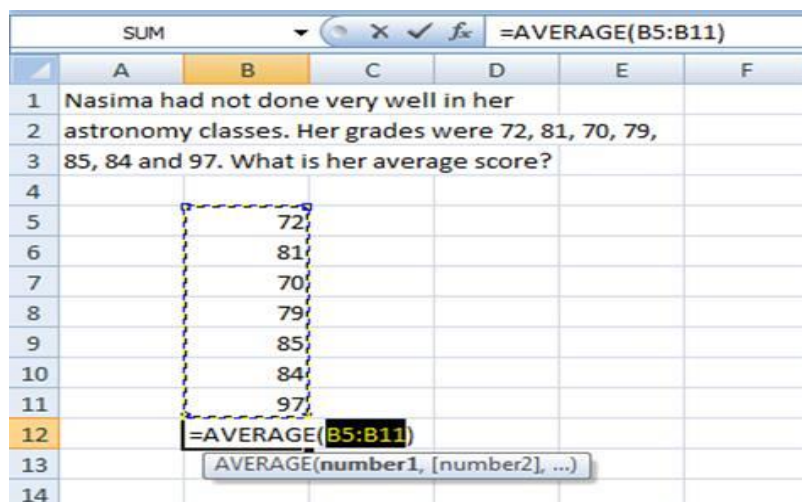 SUM =AVERAGE(B5:B11)
A B C D E F
1 Nasima had not done very well in her
2 astronomy classes. Her grades were 72, 81, 70, 79,
3 85, 84 and 97. What is her average score?
4
5 72
6 81
7 70
8 79
9 85
10 84
11 97
12 =AVERAGE(B5:B11)
13 AVERAGE(number1, [number2], ...)
14